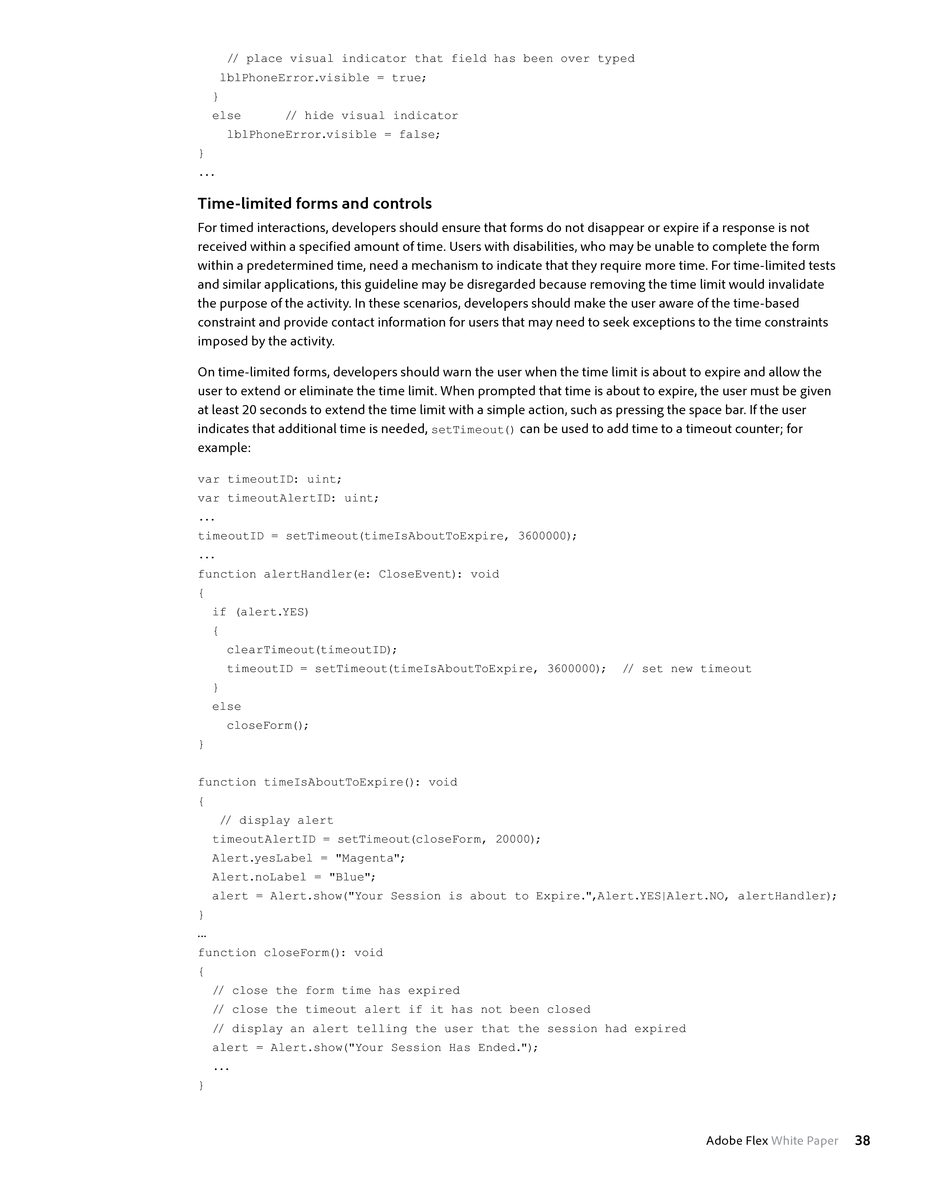 // place visual indicator that field has been over typed
lblPhoneError.visible = true;
}
else      // hide visual indicator
lblPhoneError.visible = false;
}
...
Time-limited forms and controls
For timed interactions, developers should ensure that forms do not disappear or expire if a response is not
received within a specified amount of time. Users with disabilities, who may be unable to complete the form
within a predetermined time, need a mechanism to indicate that they require more time. For time-limited tests
and similar applications, this guideline may be disregarded because removing the time limit would invalidate
the purpose of the activity. In these scenarios, developers should make the user aware of the time-based
constraint and provide contact information for users that may need to seek exceptions to the time constraints
imposed by the activity.
On time-limited forms, developers should warn the user when the time limit is about to expire and allow the
user to extend or eliminate the time limit. When prompted that time is about to expire, the user must be given
at least 20 seconds to extend the time limit with a simple action, such as pressing the space bar. If the user
indicates that additional time is needed, setTimeout() can be used to add time to a timeout counter; for
example:
var timeoutID: uint;
var timeoutAlertID: uint;
...
timeoutID = setTimeout(timeIsAboutToExpire, 3600000);
...
function alertHandler(e: CloseEvent): void
{
if (alert.YES)
{
clearTimeout(timeoutID);
timeoutID = setTimeout(timeIsAboutToExpire, 3600000);  // set new timeout
}
else
closeForm();
}
function timeIsAboutToExpire(): void
{
// display alert
timeoutAlertID = setTimeout(closeForm, 20000);
Alert.yesLabel = "Magenta";
Alert.noLabel = "Blue";
alert = Alert.show("Your Session is about to Expire.",Alert.YES|Alert.NO, alertHandler);
}
...
function closeForm(): void
{
// close the form time has expired
// close the timeout alert if it has not been closed
// display an alert telling the user that the session had expired
alert = Alert.show("Your Session Has Ended.");
...
}
Adobe Flex White Paper 38